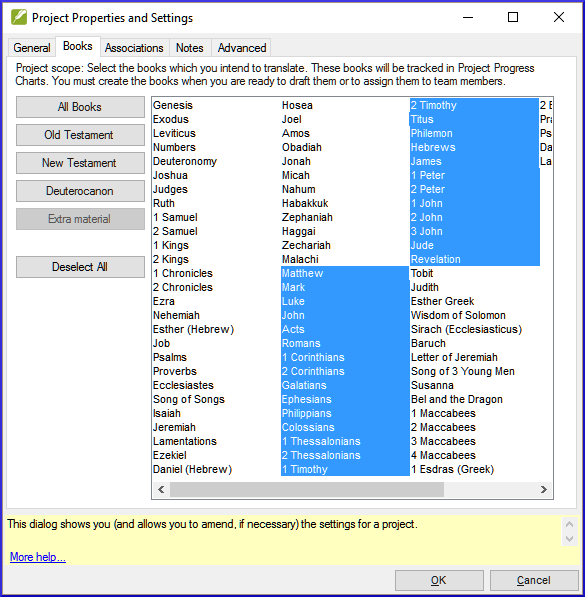 Project Properties and Settings
General
Books
Associations
Notes
Advanced
Project scope: Select the books which you intend to translate. These books will be tracked in Project Progress
Charts. You must create the books when you are ready to draft them or to assign them to team members.
All Books
Old Testament
New Testament
Deuterocanon
Extra material
Deselect All
Genesis
Exodus
Leviticus
Numbers
Deuteronomy
Joshua
Judges
Ruth
1 Samuel
2 Samuel
1 Kings
2 Kings
1 Chronicles
2 Chronicles
Ezra
Nehemiah
Esther (Hebrew)
Job
Psalms
Proverbs
Ecclesiastes
Song of Songs
Isaiah
Jeremiah
Lamentations
Ezekiel
Daniel (Hebrew)
Hosea
Joel
Amos
Obadiah
Jonah
Micah
Nahum
Habakkuk
Zephaniah
Haggai
Zechariah
Malachi
Matthew
Mark
Luke
John
Acts
Romans
1 Corinthians
2 Corinthians
Galatians
Ephesians
Philippians
Colossians
1 Thessalonians
2 Thessalonians
1 Timothy
2 Timothy
Titus
Philemon
Hebrews
James
1 Peter
2 Peter
1 John
2 John
3 John
Jude
Revelation
Tobit
Judith
Esther Greek
Wisdom of Solomon
Sirach (Ecclesiasticus)
Baruch
Letter of Jeremiah
Song of 3 Young Men
Susanna
Bel and the Dragon
1 Maccabees
2 Maccabees
3 Maccabees
4 Maccabees
1 Esdras (Greek)
This dialog shows you (and allows you to amend, if necessary) the settings for a project.
More help...
OK
Cancel